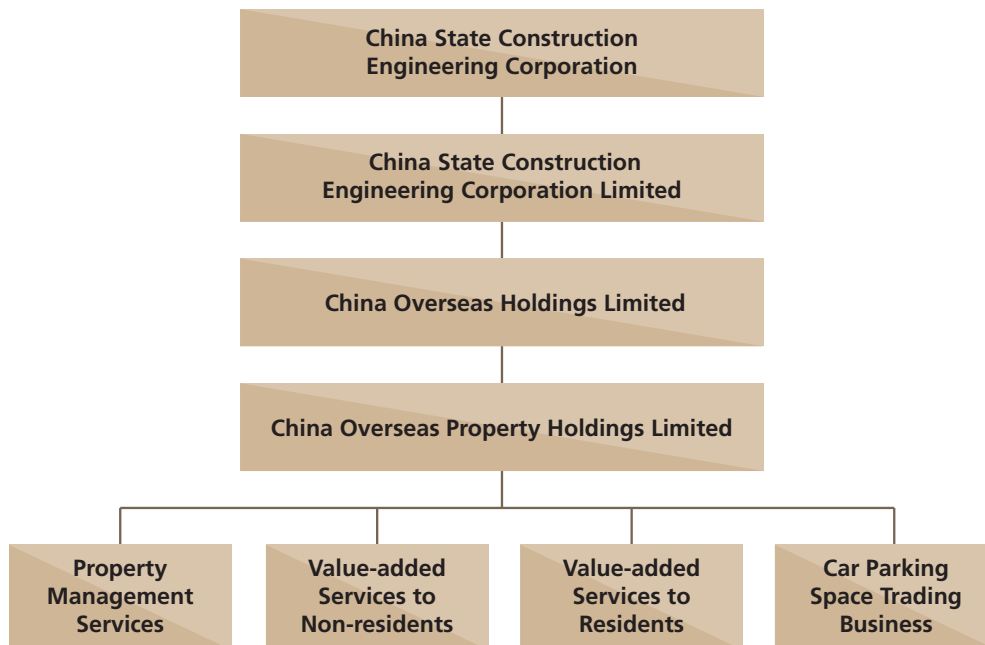 China State Construction
Engineering Corporation
China State Construction
Engineering Corporation Limited
China Overseas Holdings Limited
China Overseas Property Holdings Limited
Property
Management
Services
Value-added
Services to
Non-residents
Value-added
Services to
Residents
Car Parking
Space Trading
Business